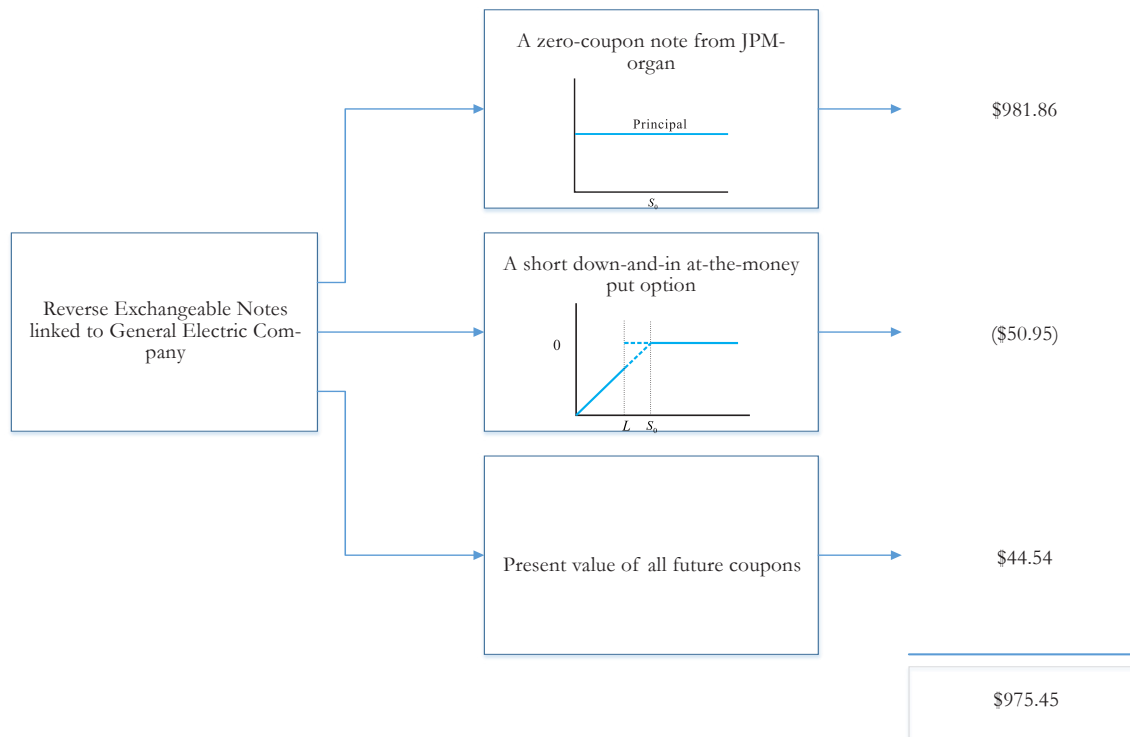 A zero-coupon note from JPM-
organ
Principal
S₀
$981.86
Reverse Exchangeable Notes
linked to General Electric Com-
pany
A short down-and-in at-the-money
put option
0
L S₀
($50.95)
Present value of all future coupons
$44.54
$975.45